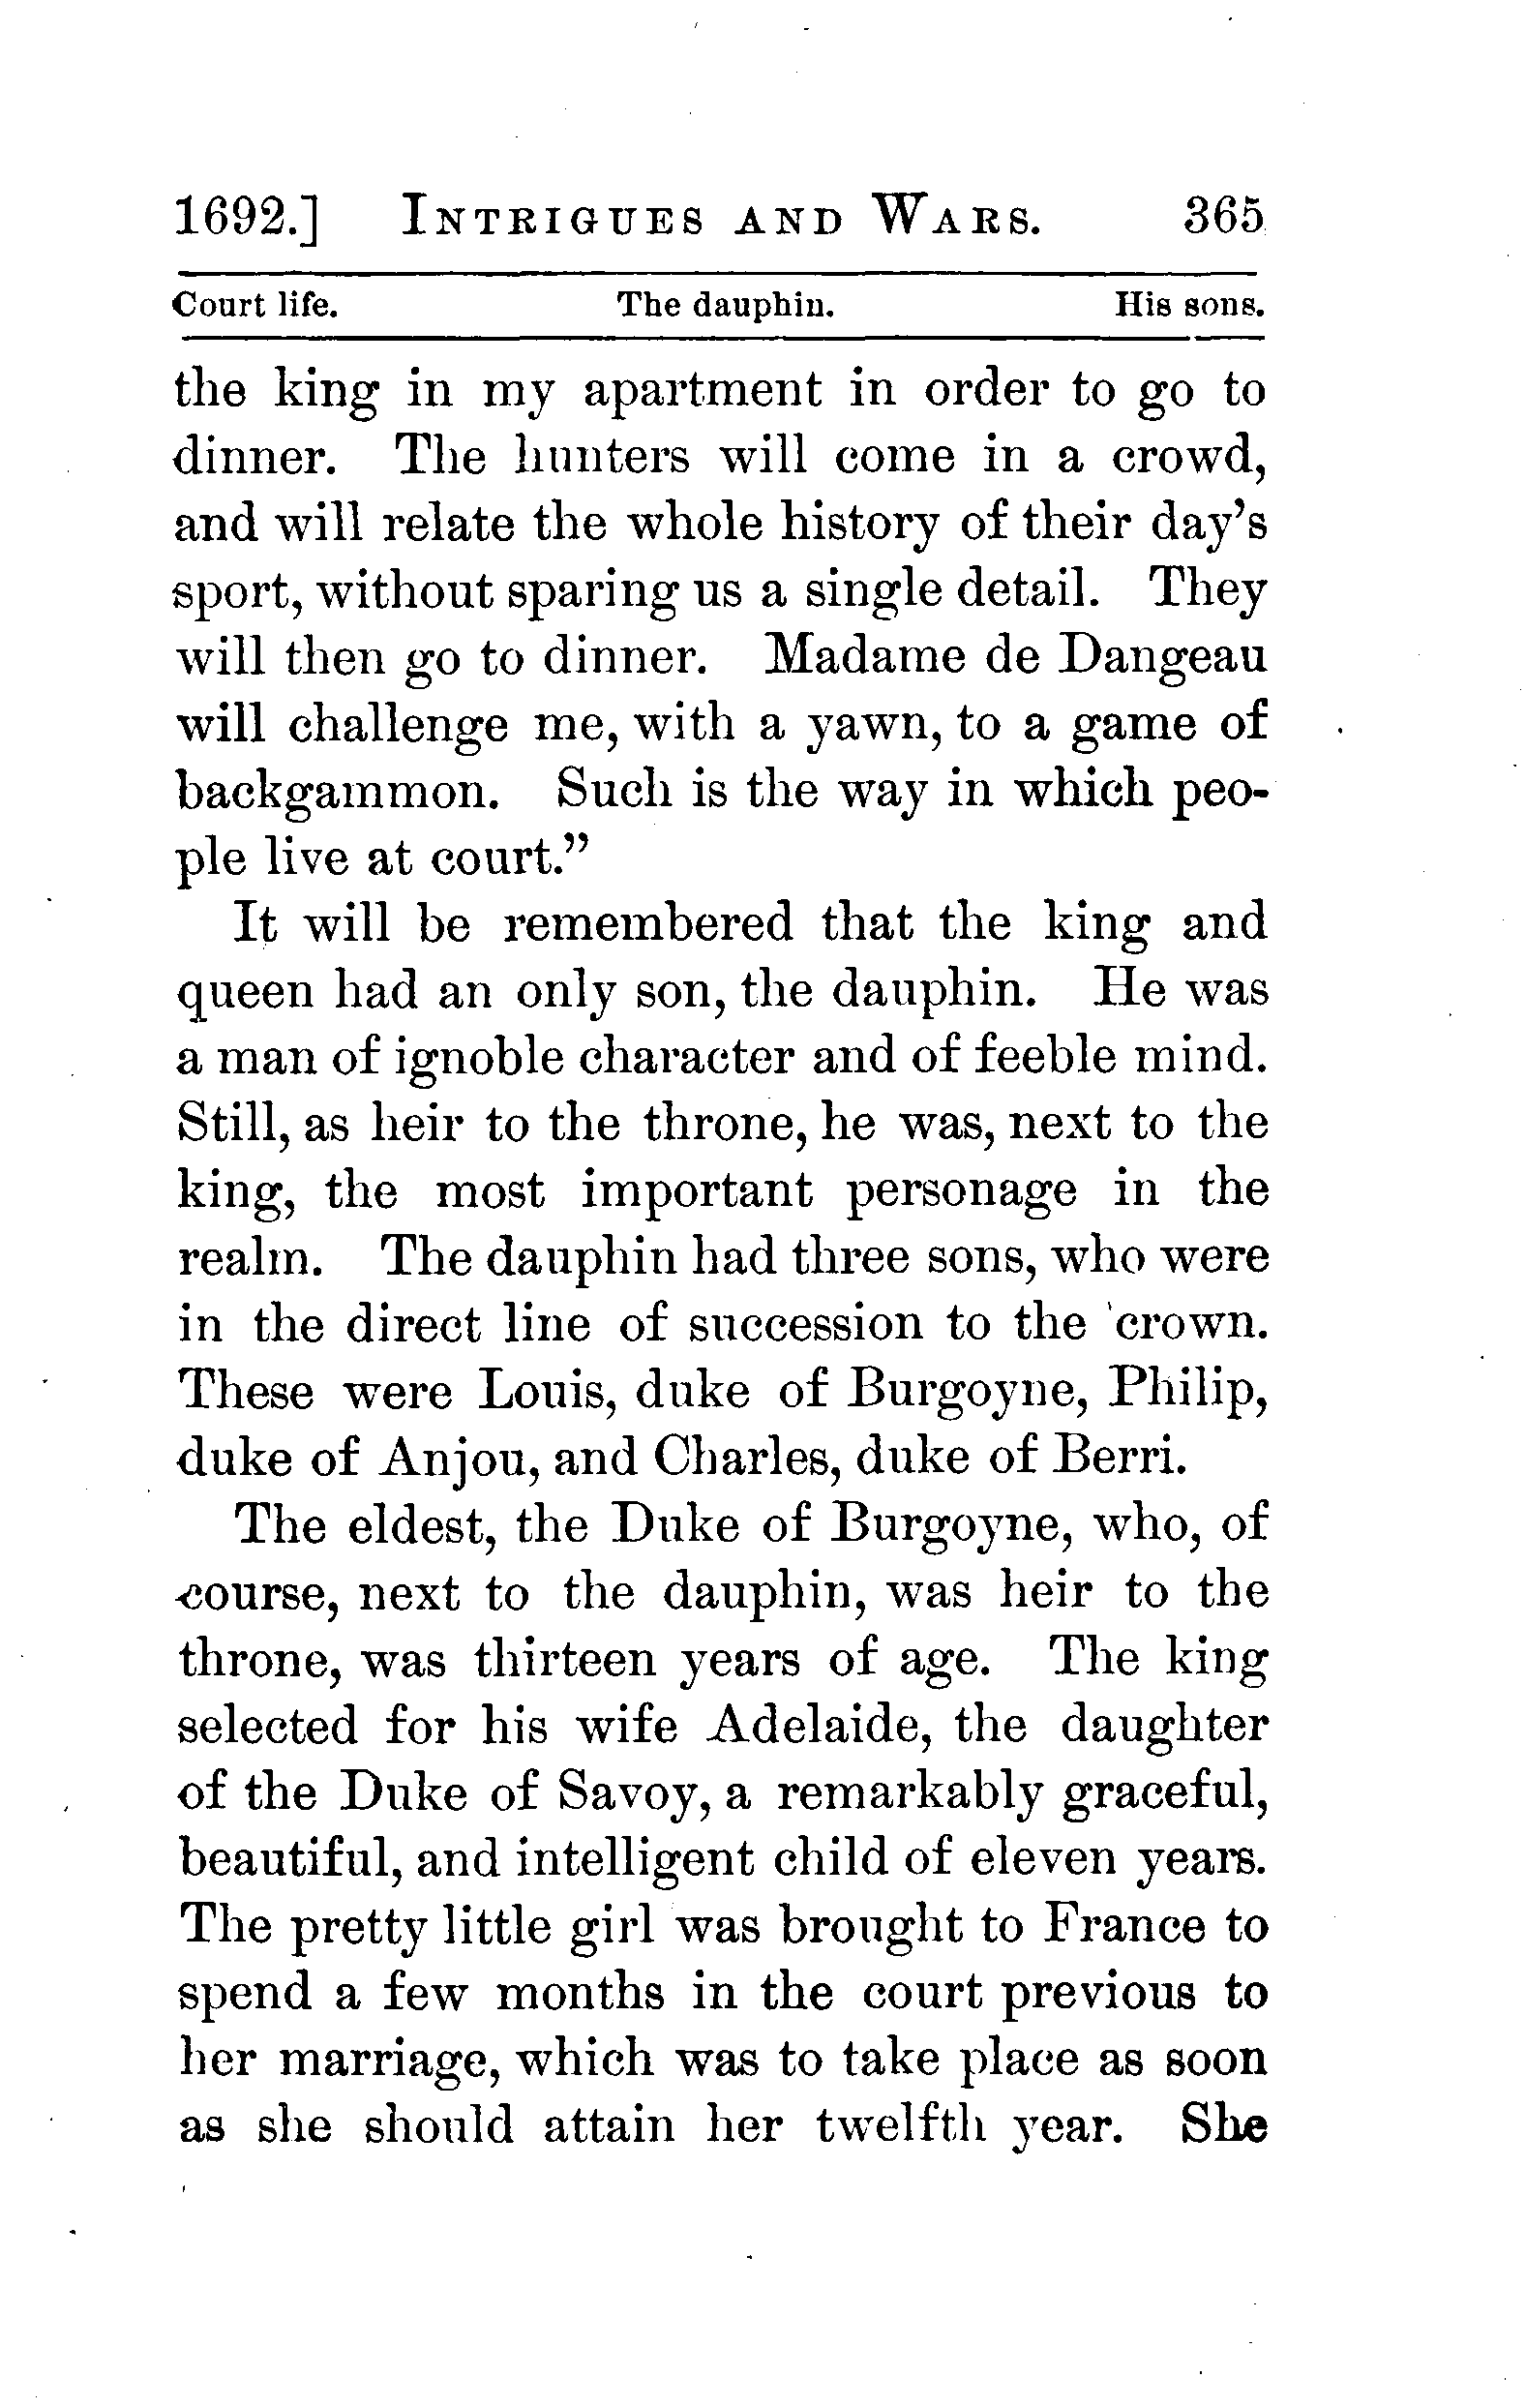 1692.] INTRIGUES AND WARS. 365
Court life. The dauphin. His sons.
the king in my apartment in order to go to
dinner. The hunters will come in a crowd,
and will relate the whole history of their day's
sport, without sparing us a single detail. They
will then go to dinner. Madame de Dangeau
will challenge me, with a yawn, to a game of
backgammon. Such is the way in which peo-
ple live at court.”
It will be remembered that the king and
queen had an only son, the dauphin. He was
a man of ignoble character and of feeble mind.
Still, as heir to the throne, he was, next to the
king, the most important personage in the
realm. The dauphin had three sons, who were
in the direct line of succession to the crown.
These were Louis, duke of Burgoyne, Philip,
duke of Anjou, and Charles, duke of Berri.
The eldest, the Duke of Burgoyne, who, of
course, next to the dauphin, was heir to the
throne, was thirteen years of age. The king
selected for his wife Adelaide, the daughter
of the Duke of Savoy, a remarkably graceful,
beautiful, and intelligent child of eleven years.
The pretty little girl was brought to France to
spend a few months in the court previous to
her marriage, which was to take place as soon
as she should attain her twelfth year. She